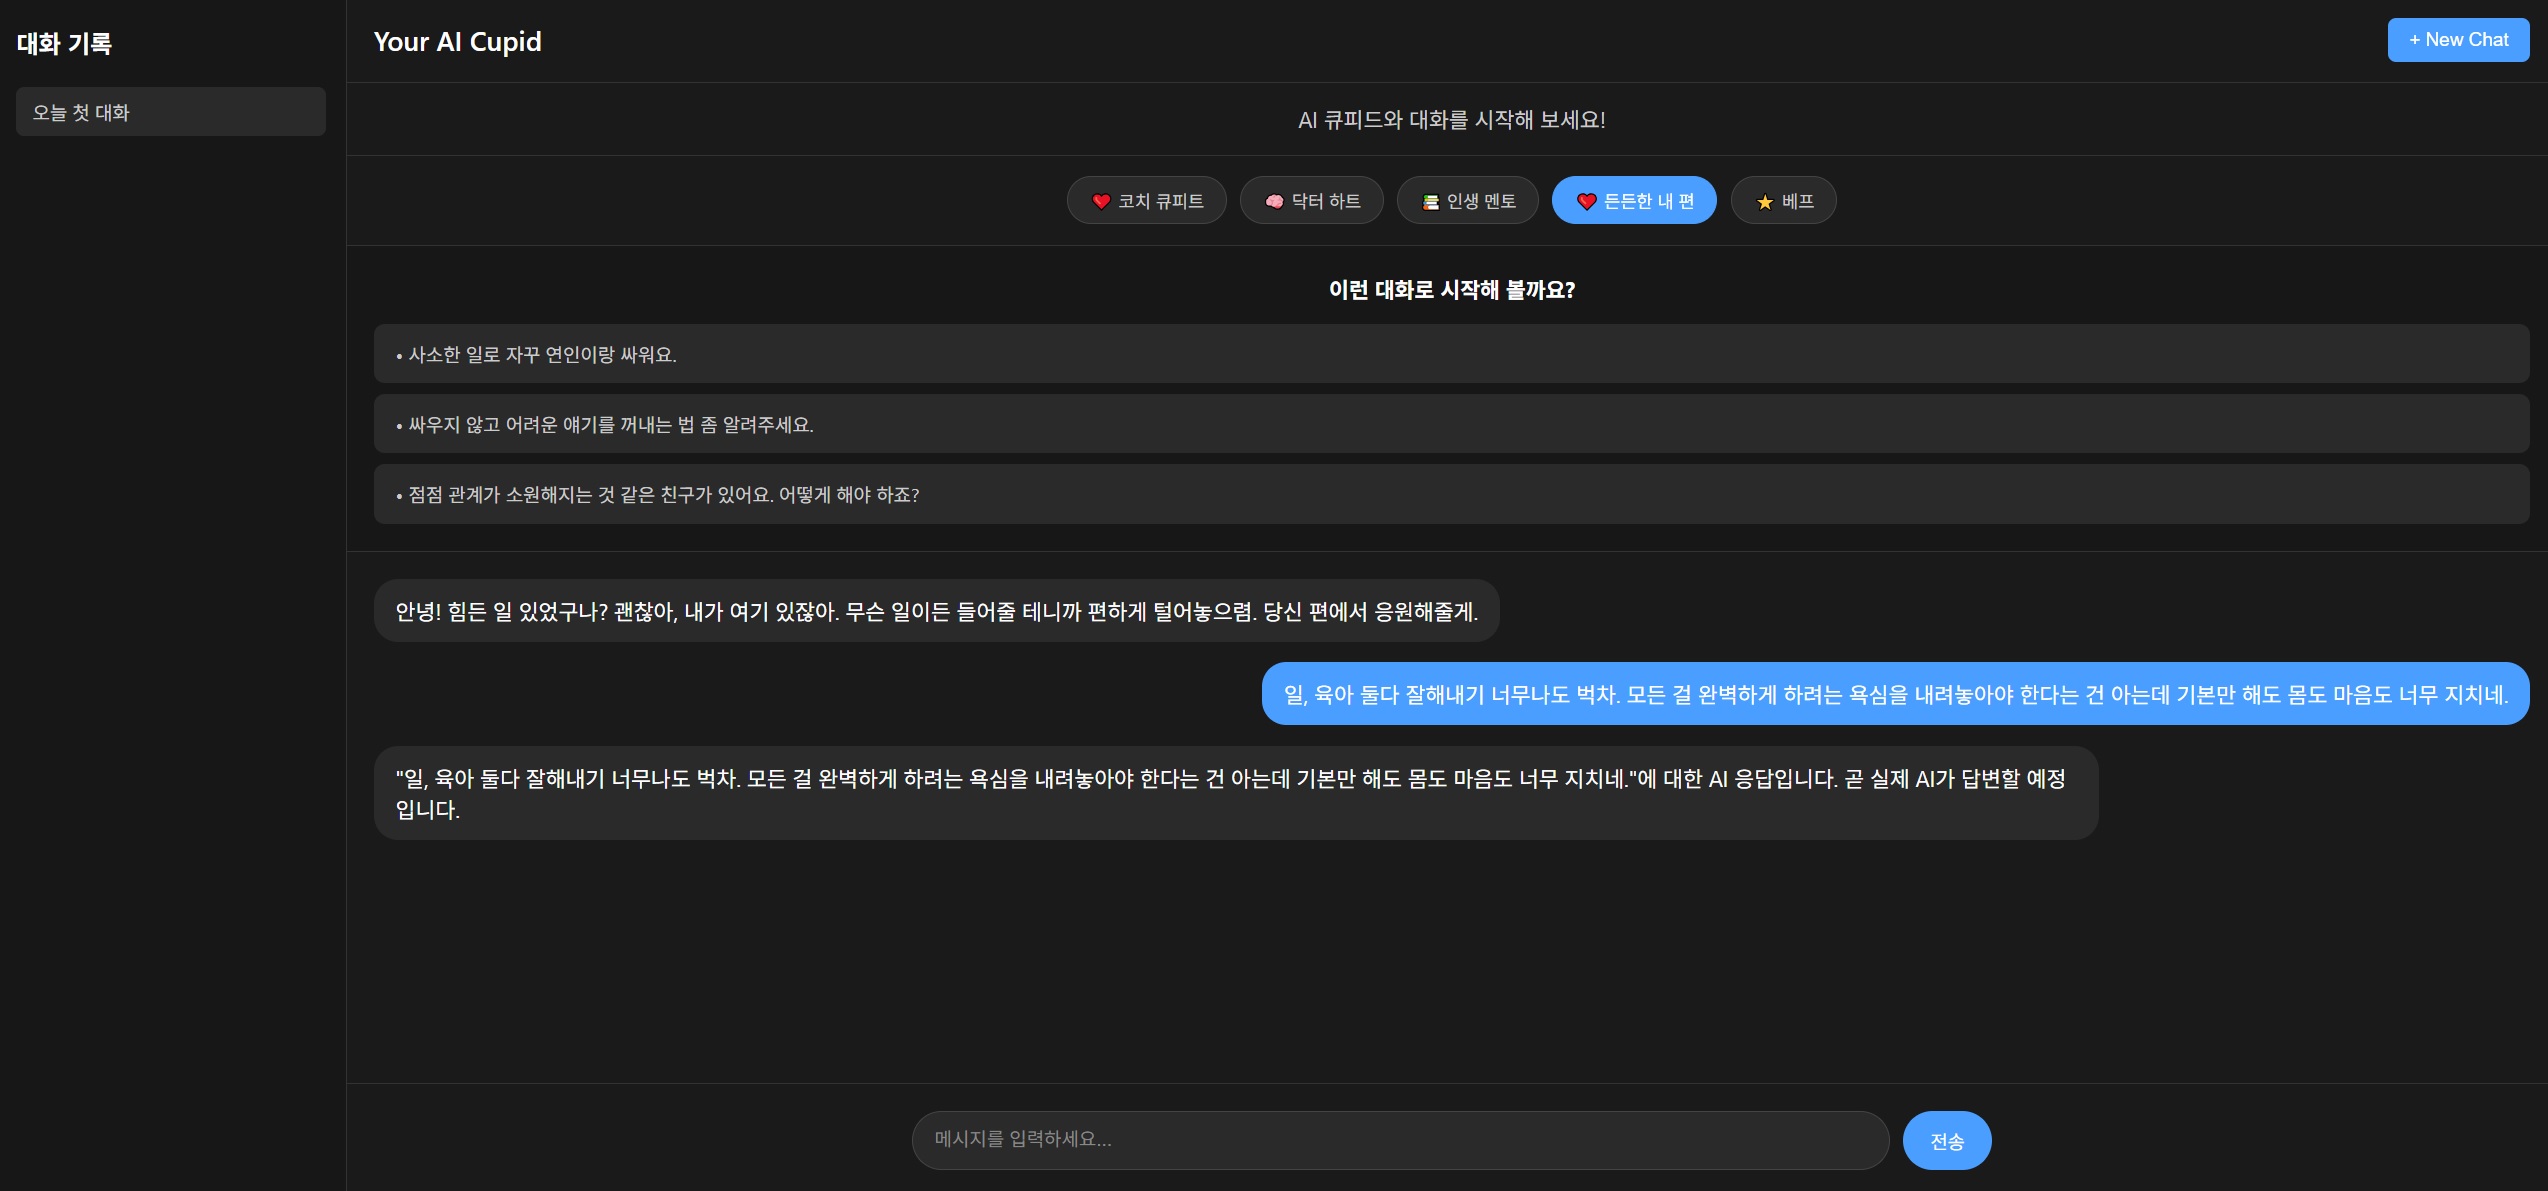 대화 기록
오늘 첫 대화
Your AI Cupid
+ New Chat
AI 큐피드와 대화를 시작해 보세요!
❤️ 코치 큐피트
🧠 닥터 하트
📚 인생 멘토
❤️ 든든한 내 편
⭐ 베프
이런 대화로 시작해 볼까요?
• 사소한 일로 자꾸 연인이랑 싸워요.
• 싸우지 않고 어려운 얘기를 꺼내는 법 좀 알려주세요.
• 점점 관계가 소원해지는 것 같은 친구가 있어요. 어떻게 해야 하죠?
안녕! 힘든 일 있었구나? 괜찮아, 내가 여기 있잖아. 무슨 일이든 들어줄 테니까 편하게 털어놓으렴. 당신 편에서 응원해줄게.
일, 육아 둘다 잘해내기 너무나도 벅차. 모든 걸 완벽하게 하려는 욕심을 내려놓아야 한다는 건 아는데 기본만 해도 몸도 마음도 너무 지치네.
"일, 육아 둘다 잘해내기 너무나도 벅차. 모든 걸 완벽하게 하려는 욕심을 내려놓아야 한다는 건 아는데 기본만 해도 몸도 마음도 너무 지치네."에 대한 AI 응답입니다. 곧 실제 AI가 답변할 예정
입니다.
메시지를 입력하세요...
전송